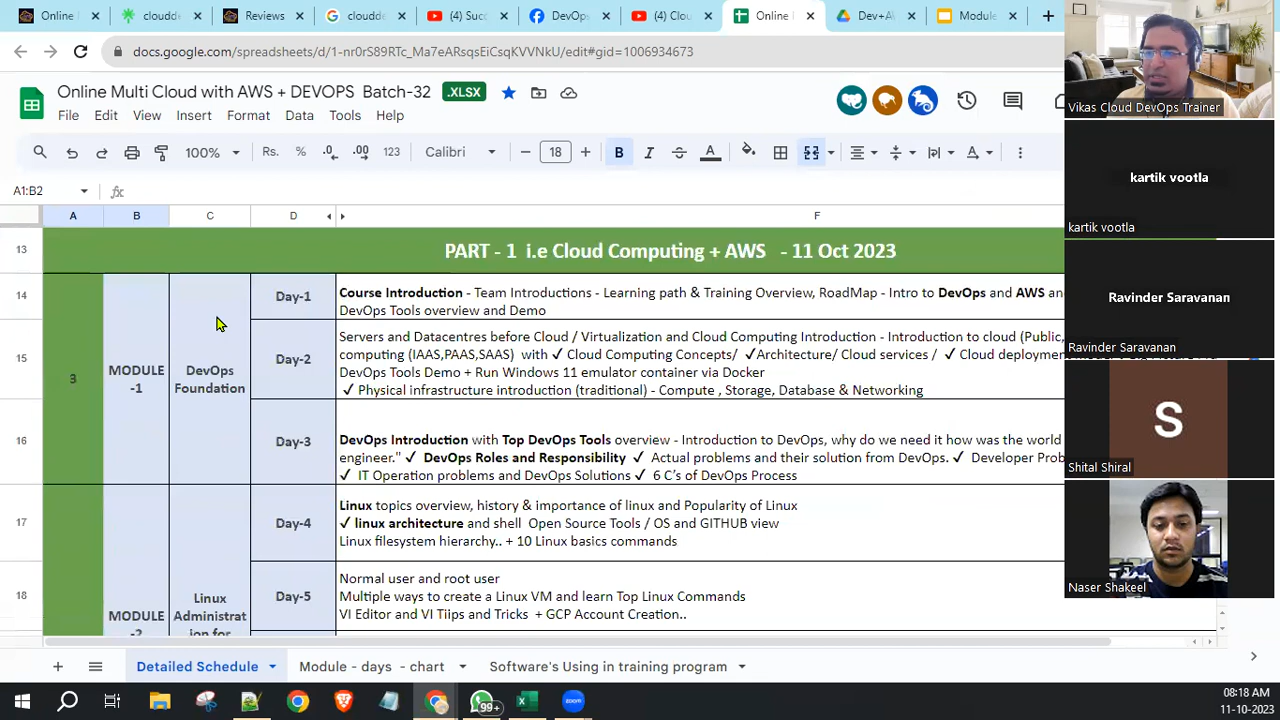 Online
cloudd
Reviews
cloudde
(4) Suc
DevOps
(4) Clou
Online
Dev+AV
Module
docs.google.com/spreadsheets/d/1-nr0rS89RTc_Ma7eARsqsEiCsqKVVNkU/edit#gid=1006934673
Online Multi Cloud with AWS + DEVOPS Batch-32 .XLSX
File Edit View Insert Format Data Tools Help
100% Rs. % .0 .00 123 Calibri 18 B I A
A1:B2 fx
A B C D F
13 PART - 1 i.e Cloud Computing + AWS - 11 Oct 2023
14 Day-1 Course Introduction - Team Introductions - Learning path & Training Overview, RoadMap - Intro to DevOps and AWS an
DevOps Tools overview and Demo
15 Day-2 Servers and Datacentres before Cloud / Virtualization and Cloud Computing Introduction - Introduction to cloud (Public,
computing (IAAS,PAAS,SAAS) with ✓ Cloud Computing Concepts/ ✓Architecture/ Cloud services / ✓ Cloud deploymen
DevOps Tools Demo + Run Windows 11 emulator container via Docker
✓ Physical infrastructure introduction (traditional) - Compute , Storage, Database & Networking
3
MODULE
-1
DevOps
Foundation
16 Day-3 DevOps Introduction with Top DevOps Tools overview - Introduction to DevOps, why do we need it how was the world
engineer." ✓ DevOps Roles and Responsibility ✓ Actual problems and their solution from DevOps. ✓ Developer Prob
✓ IT Operation problems and DevOps Solutions ✓ 6 C's of DevOps Process
17 Day-4 Linux topics overview, history & importance of linux and Popularity of Linux
✓ linux architecture and shell Open Source Tools / OS and GITHUB view
Linux filesystem hierarchy.. + 10 Linux basics commands
18 Day-5 Normal user and root user
Multiple ways to create a Linux VM and learn Top Linux Commands
VI Editor and VI Tiips and Tricks + GCP Account Creation..
MODULE
-2
Linux
Administrat
ion for
Detailed Schedule
Module - days - chart
Software's Using in training program
Vikas Cloud DevOps Trainer
kartik vootla
kartik vootla
Ravinder Saravanan
Ravinder Saravanan
S
Shital Shiral
Naser Shakeel
99+
zoom
08:18 AM
11-10-2023